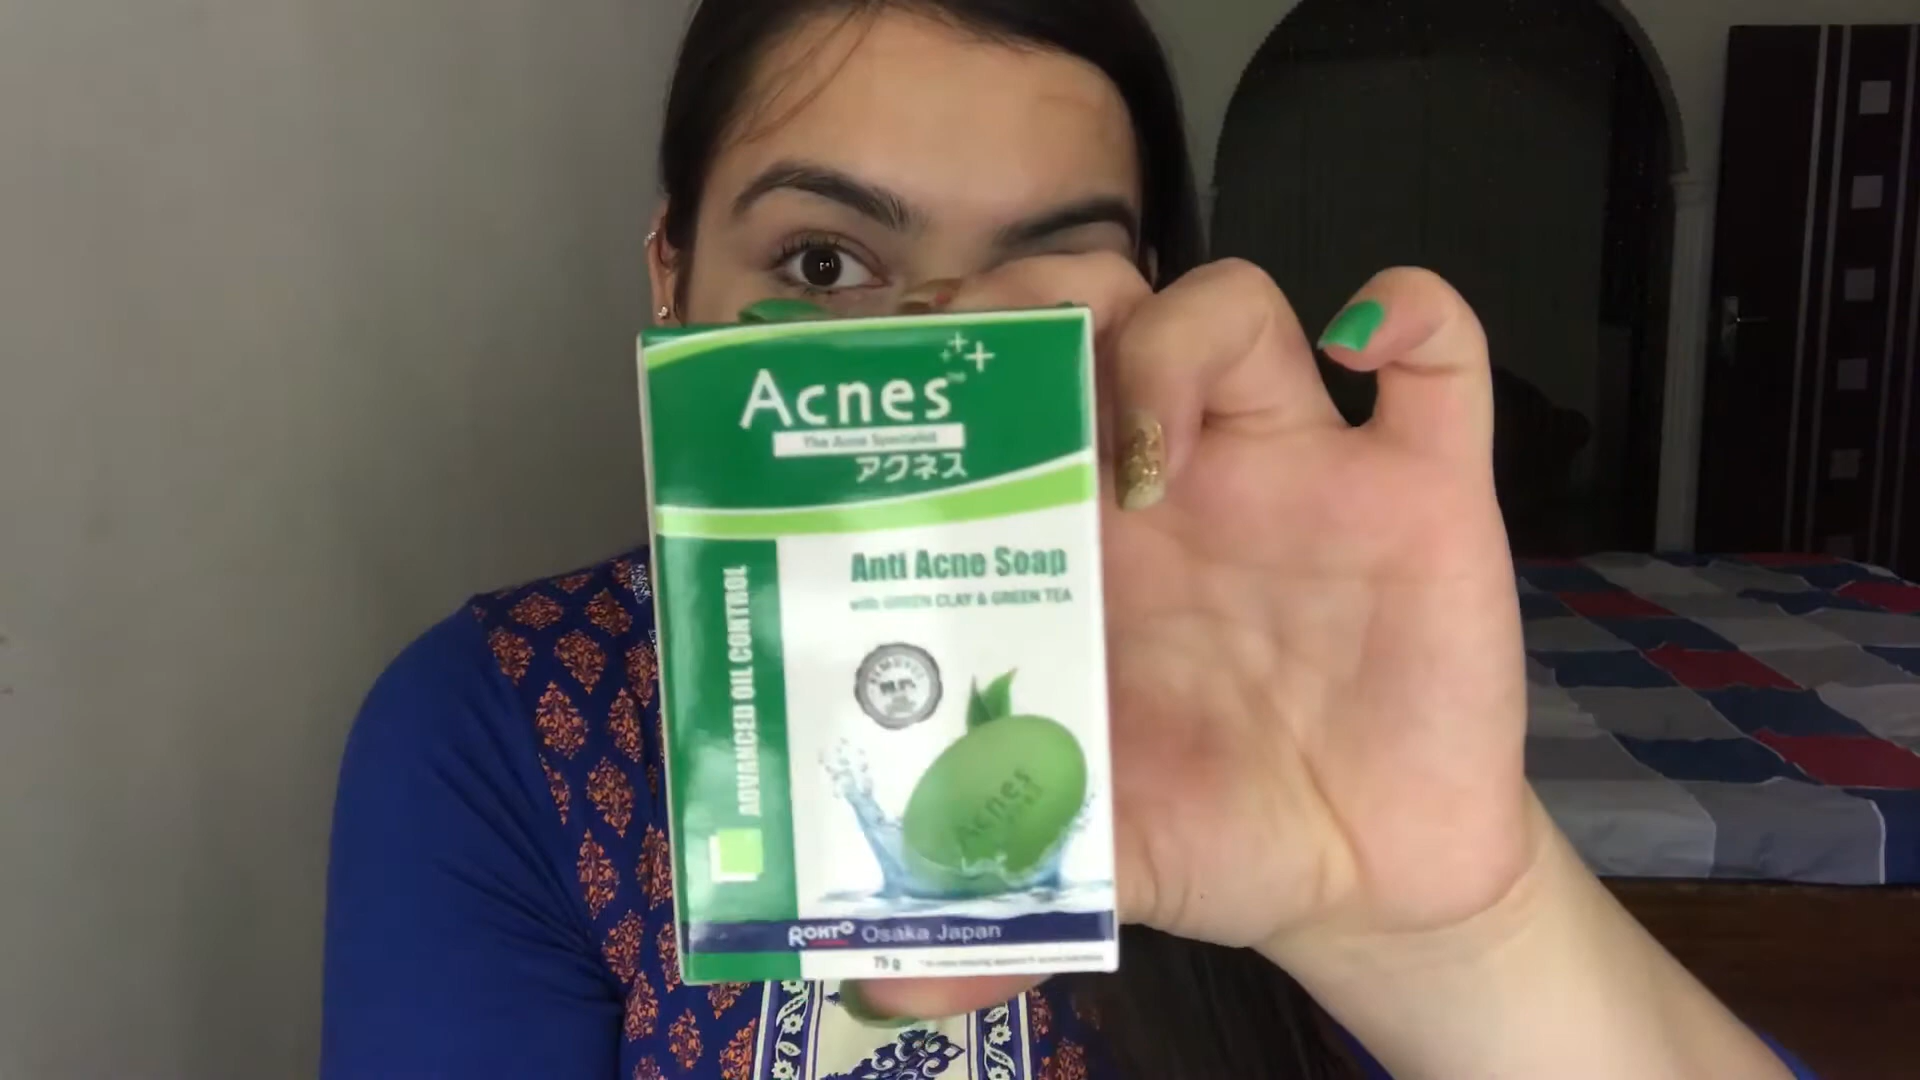 Acnes™
The Acne Specialist
アクネス
Anti Acne Soap
with GREEN CLAY & GREEN TEA
ADVANCED OIL CONTROL
Acnes
ROHTO Osaka Japan
75 g